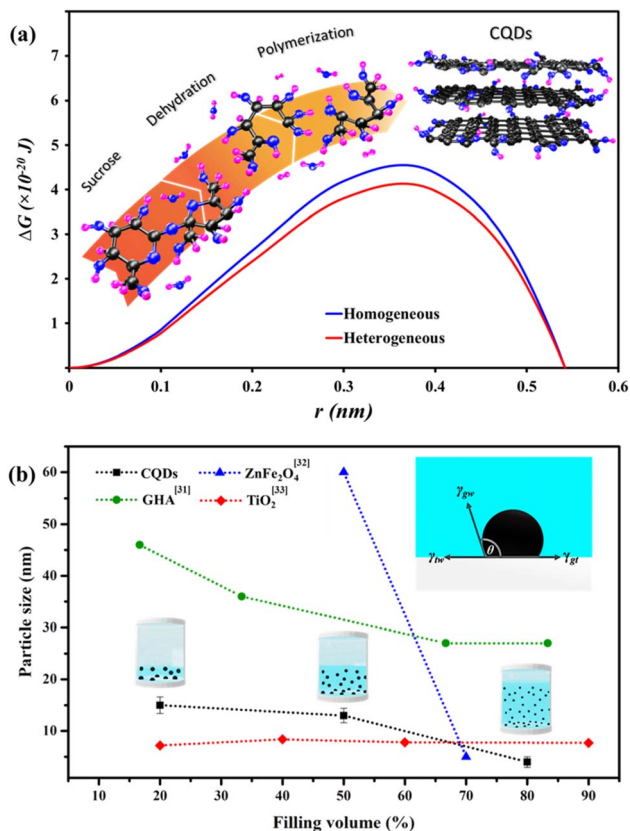 (a)
Sucrose
Dehydration
Polymerization
CQDs
ΔG (×10⁻²⁰ J)
7
6
5
4
3
2
1
Homogeneous
Heterogeneous
0
0.1
0.2
0.3
0.4
0.5
0.6
r (nm)
(b)
CQDs
ZnFe₂O₄[32]
GHA[31]
TiO₂[33]
γgw
θ
γtw
γgt
Particle size (nm)
60
50
40
30
20
10
10
20
30
40
50
60
70
80
90
Filling volume (%)